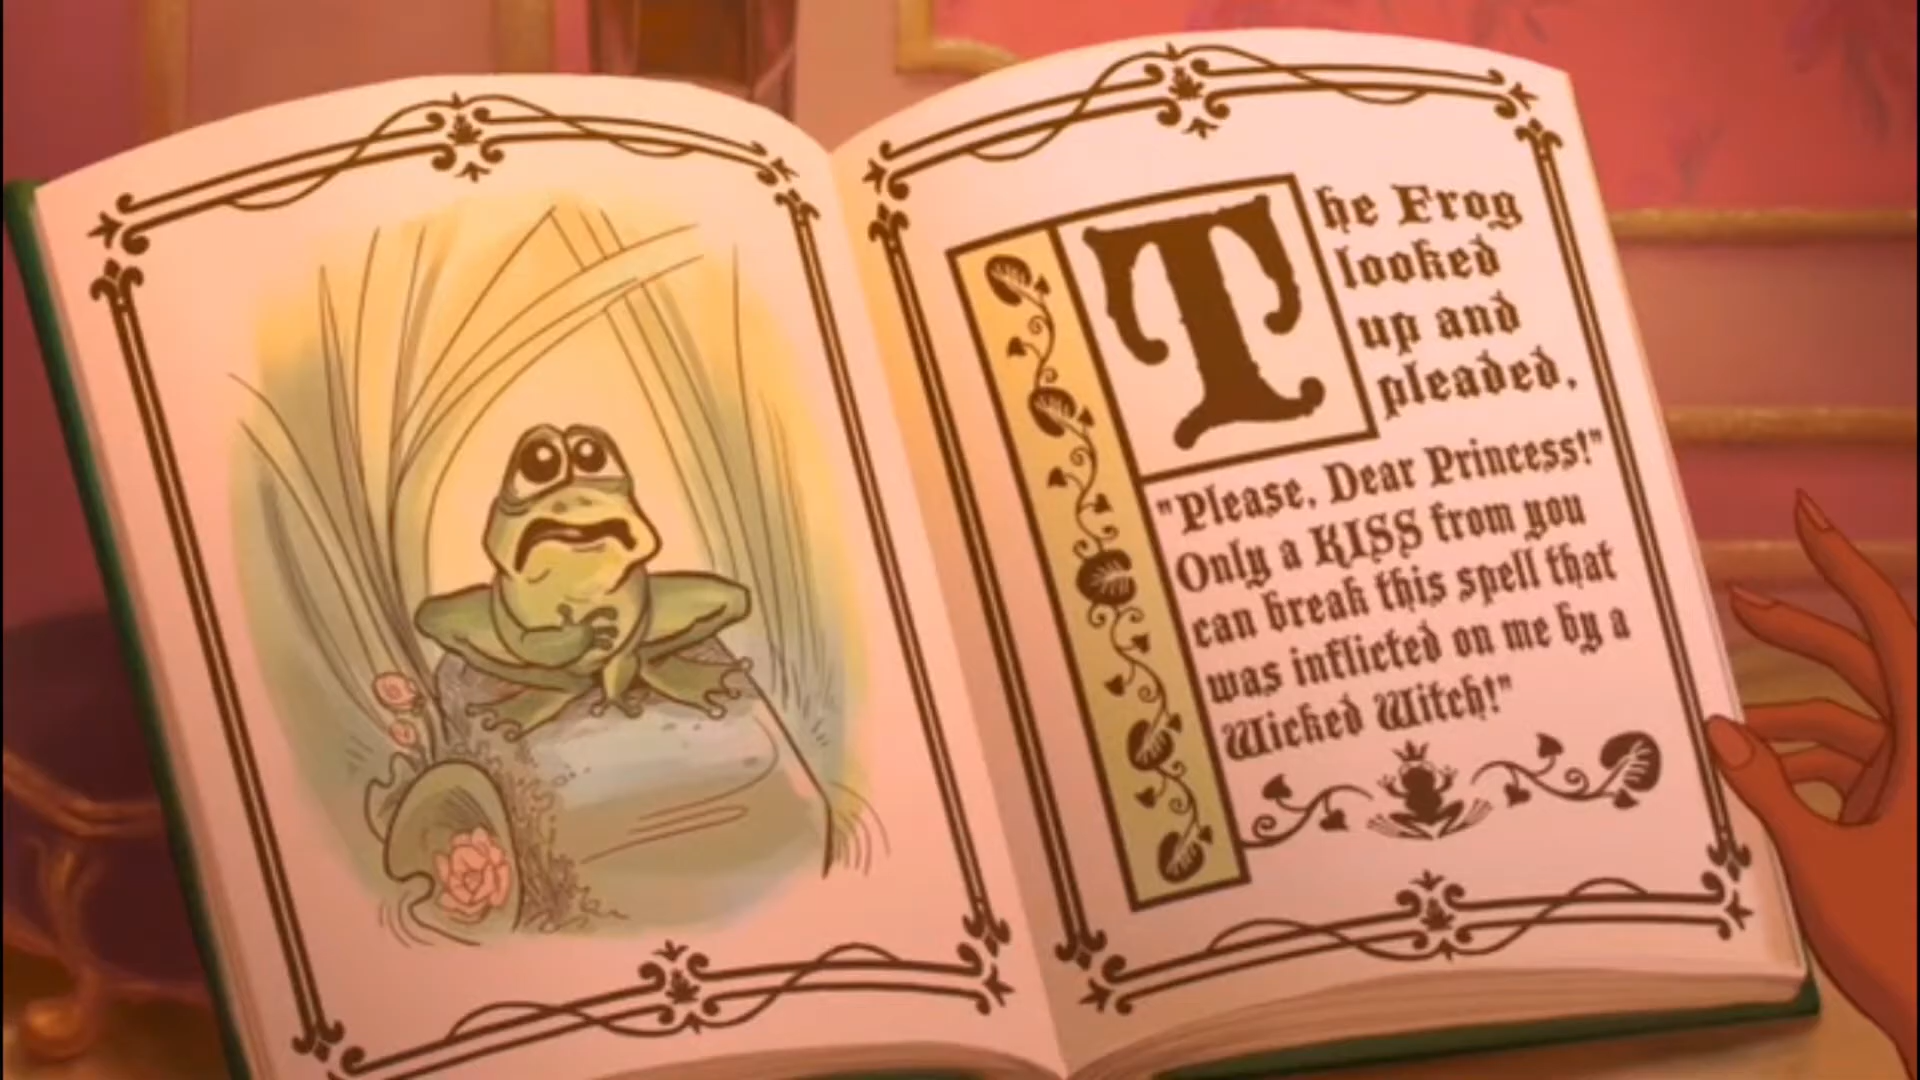 The Frog
looked
up and
pleaded,
"Please, Dear Princess!"
Only a KISS from you
can break this spell that
was inflicted on me by a
Wicked Witch!"